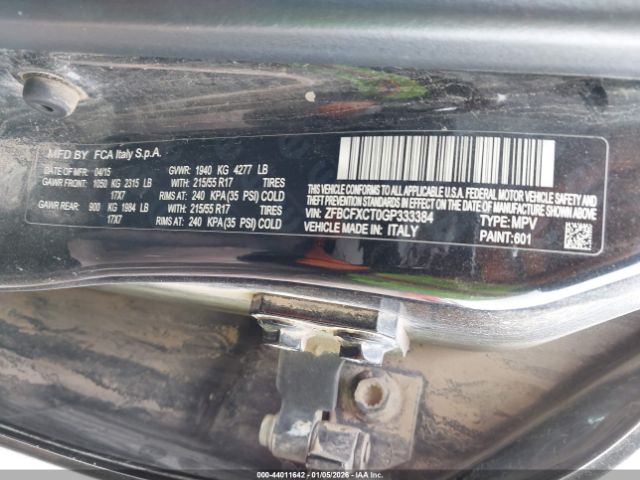 MFD BY FCA Italy S.p.A.
DATE OF MFR: 04/15 GVWR: 1940 KG 4277 LB
GAWR FRONT: 1050 KG 2315 LB WITH: 215/55 R17 TIRES
17X7 RIMS AT: 240 KPA(35 PSI) COLD
GAWR REAR: 900 KG 1984 LB WITH: 215/55 R17 TIRES
17X7 RIMS AT: 240 KPA(35 PSI) COLD
THIS VEHICLE CONFORMS TO ALL APPLICABLE U.S.A. FEDERAL MOTOR VEHICLE SAFETY
AND THEFT PREVENTION STANDARDS IN EFFECT ON THE DATE OF MANUFACTURE SHOWN ABOVE
VIN: ZFBCFXCT0GP333384 TYPE: MPV
VEHICLE MADE IN: ITALY PAINT: 601
000-44011642 | 01/05/2026 - COPYRIGHT IAA, LLC